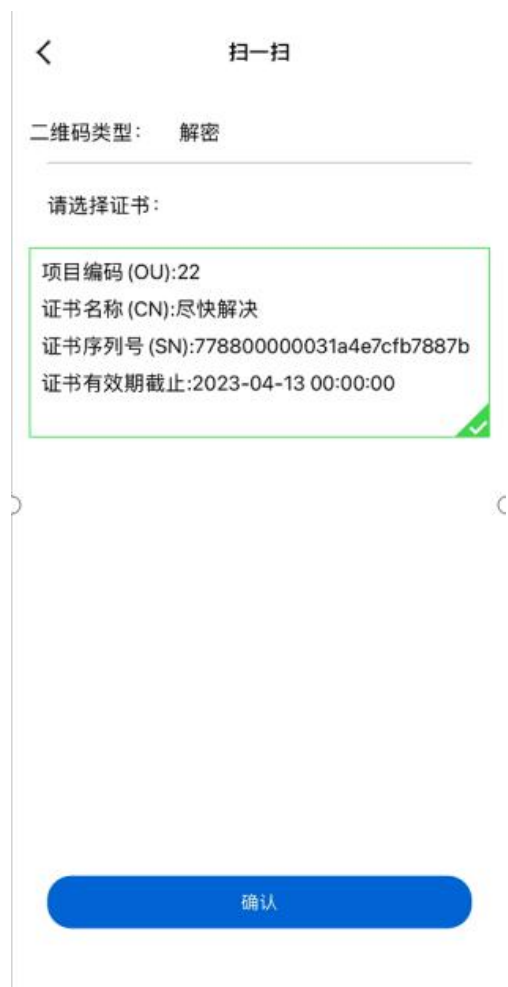 扫一扫
二维码类型： 解密
请选择证书：
项目编码 (OU):22
证书名称 (CN):尽快解决
证书序列号 (SN):778800000031a4e7cfb7887b
证书有效期截止:2023-04-13 00:00:00
确认